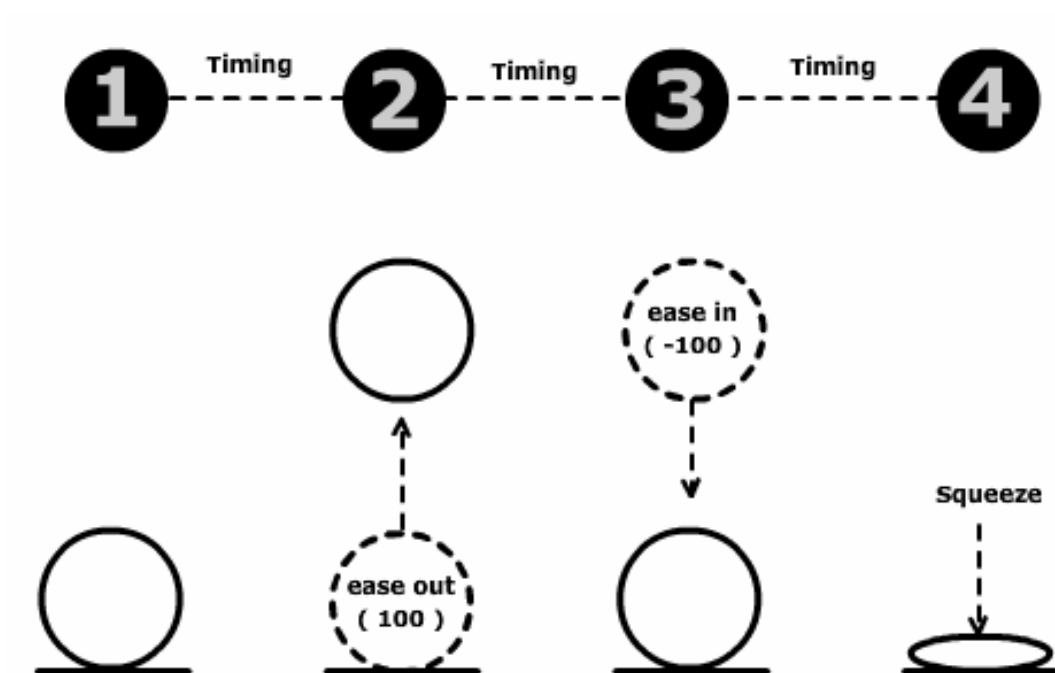 1 Timing 2 Timing 3 Timing 4
ease in
( -100 )
Squeeze
ease out
( 100 )